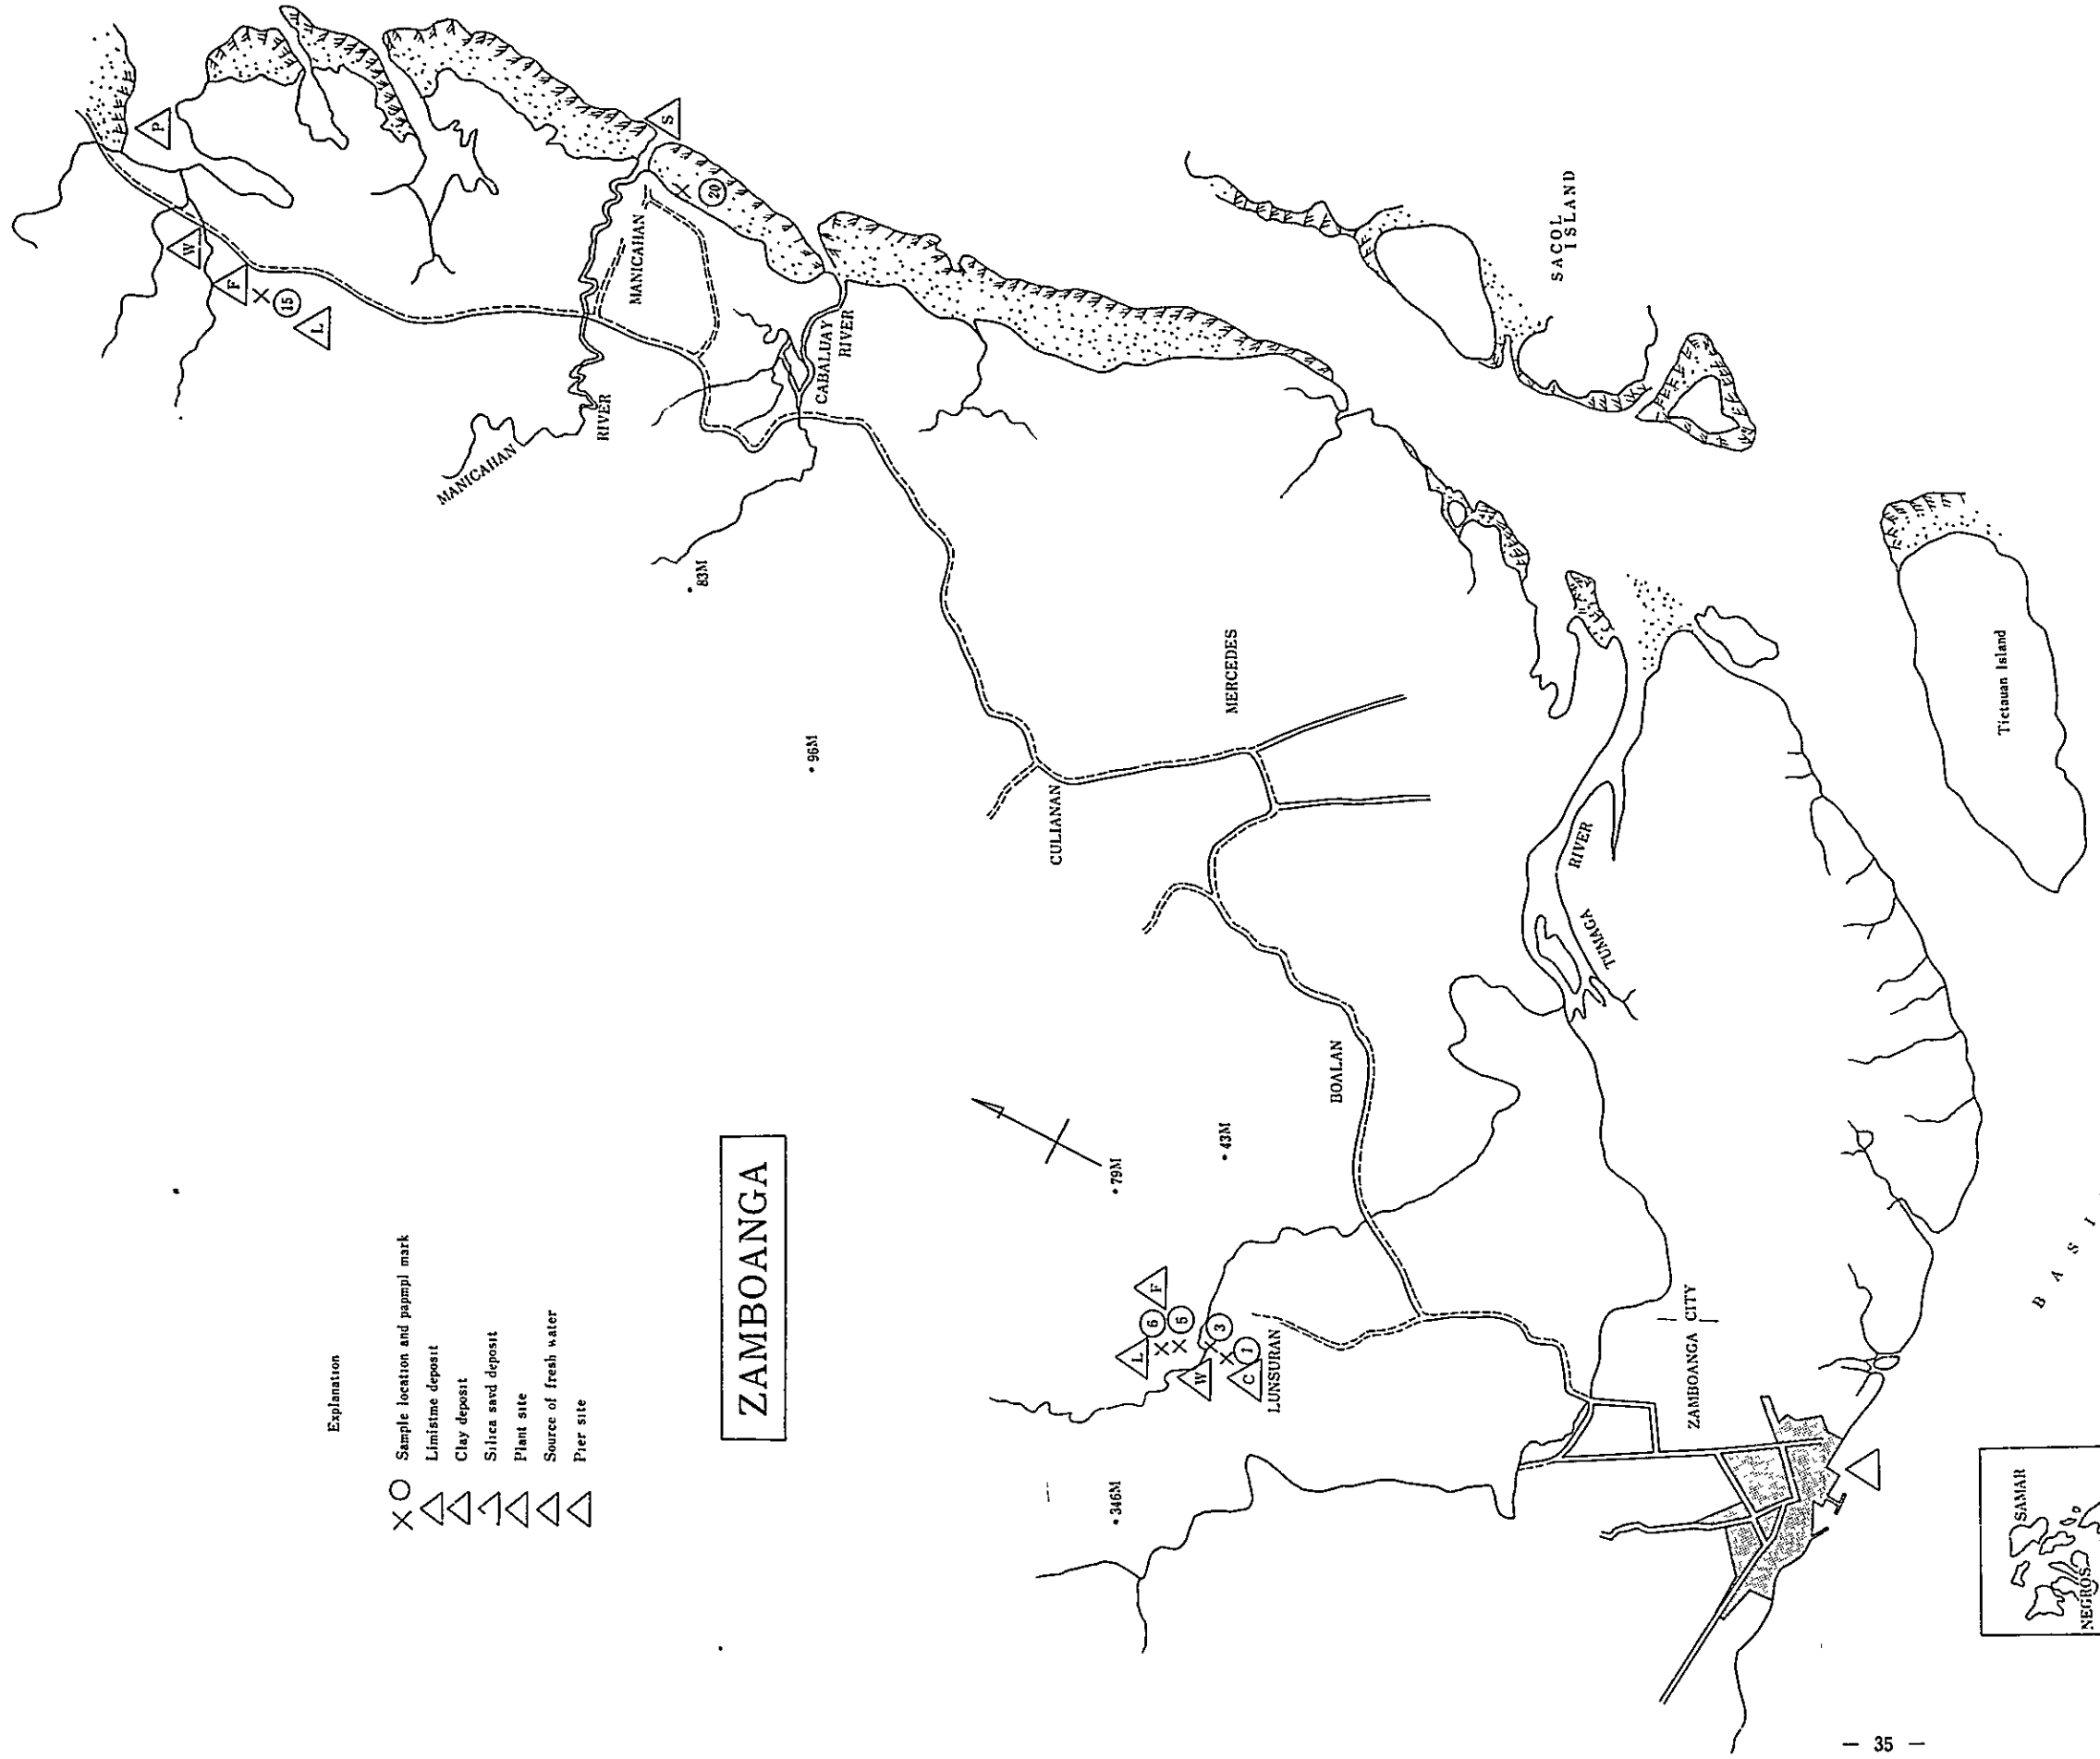 ZAMBOANGA
Explanation
Sample location and papmpl mark
Limistme deposit
Clay deposit
Silica savd deposit
Plant site
Source of fresh water
Pier site
P
W
F
15
L
S
20
MANICAHAN
MANICAHAN
RIVER
CABALUAY
RIVER
SACOL
ISLAND
83M
96M
MERCEDES
CULIANAN
Tictauan Island
RIVER
TUMAGA
BOALAN
79M
43M
346M
F
L
6
5
3
1
W
C
LUNSURAN
ZAMBOANGA CITY
B A S I
SAMAR
NEGROS
— 35 —